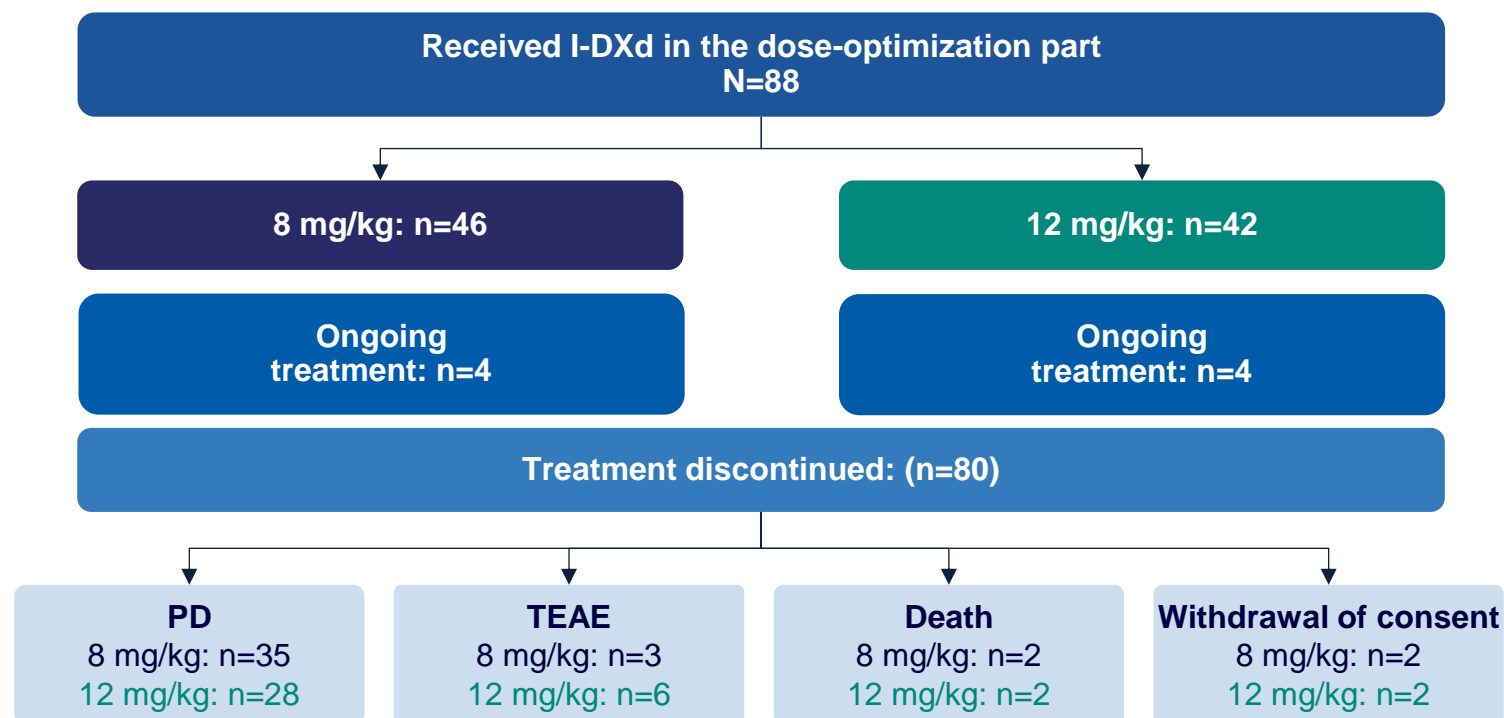 Received I-DXd in the dose-optimization part
N=88
8 mg/kg: n=46
12 mg/kg: n=42
Ongoing
treatment: n=4
Ongoing
treatment: n=4
Treatment discontinued: (n=80)
PD
8 mg/kg: n=35
12 mg/kg: n=28
TEAE
8 mg/kg: n=3
12 mg/kg: n=6
Death
8 mg/kg: n=2
12 mg/kg: n=2
Withdrawal of consent
8 mg/kg: n=2
12 mg/kg: n=2